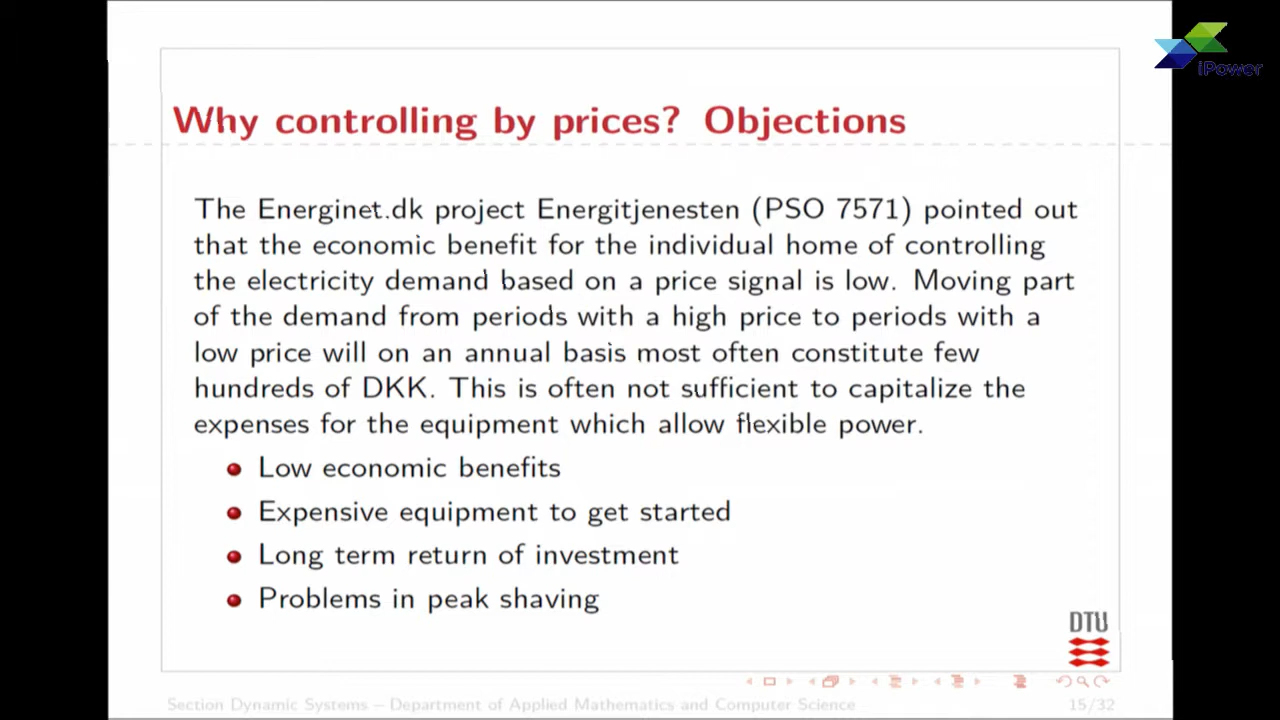 iPower
Why controlling by prices? Objections
The Energinet.dk project Energitjenesten (PSO 7571) pointed out
that the economic benefit for the individual home of controlling
the electricity demand based on a price signal is low. Moving part
of the demand from periods with a high price to periods with a
low price will on an annual basis most often constitute few
hundreds of DKK. This is often not sufficient to capitalize the
expenses for the equipment which allow flexible power.
Low economic benefits
Expensive equipment to get started
Long term return of investment
Problems in peak shaving
DTU
Section Dynamic Systems – Department of Applied Mathematics and Computer Science
15/32